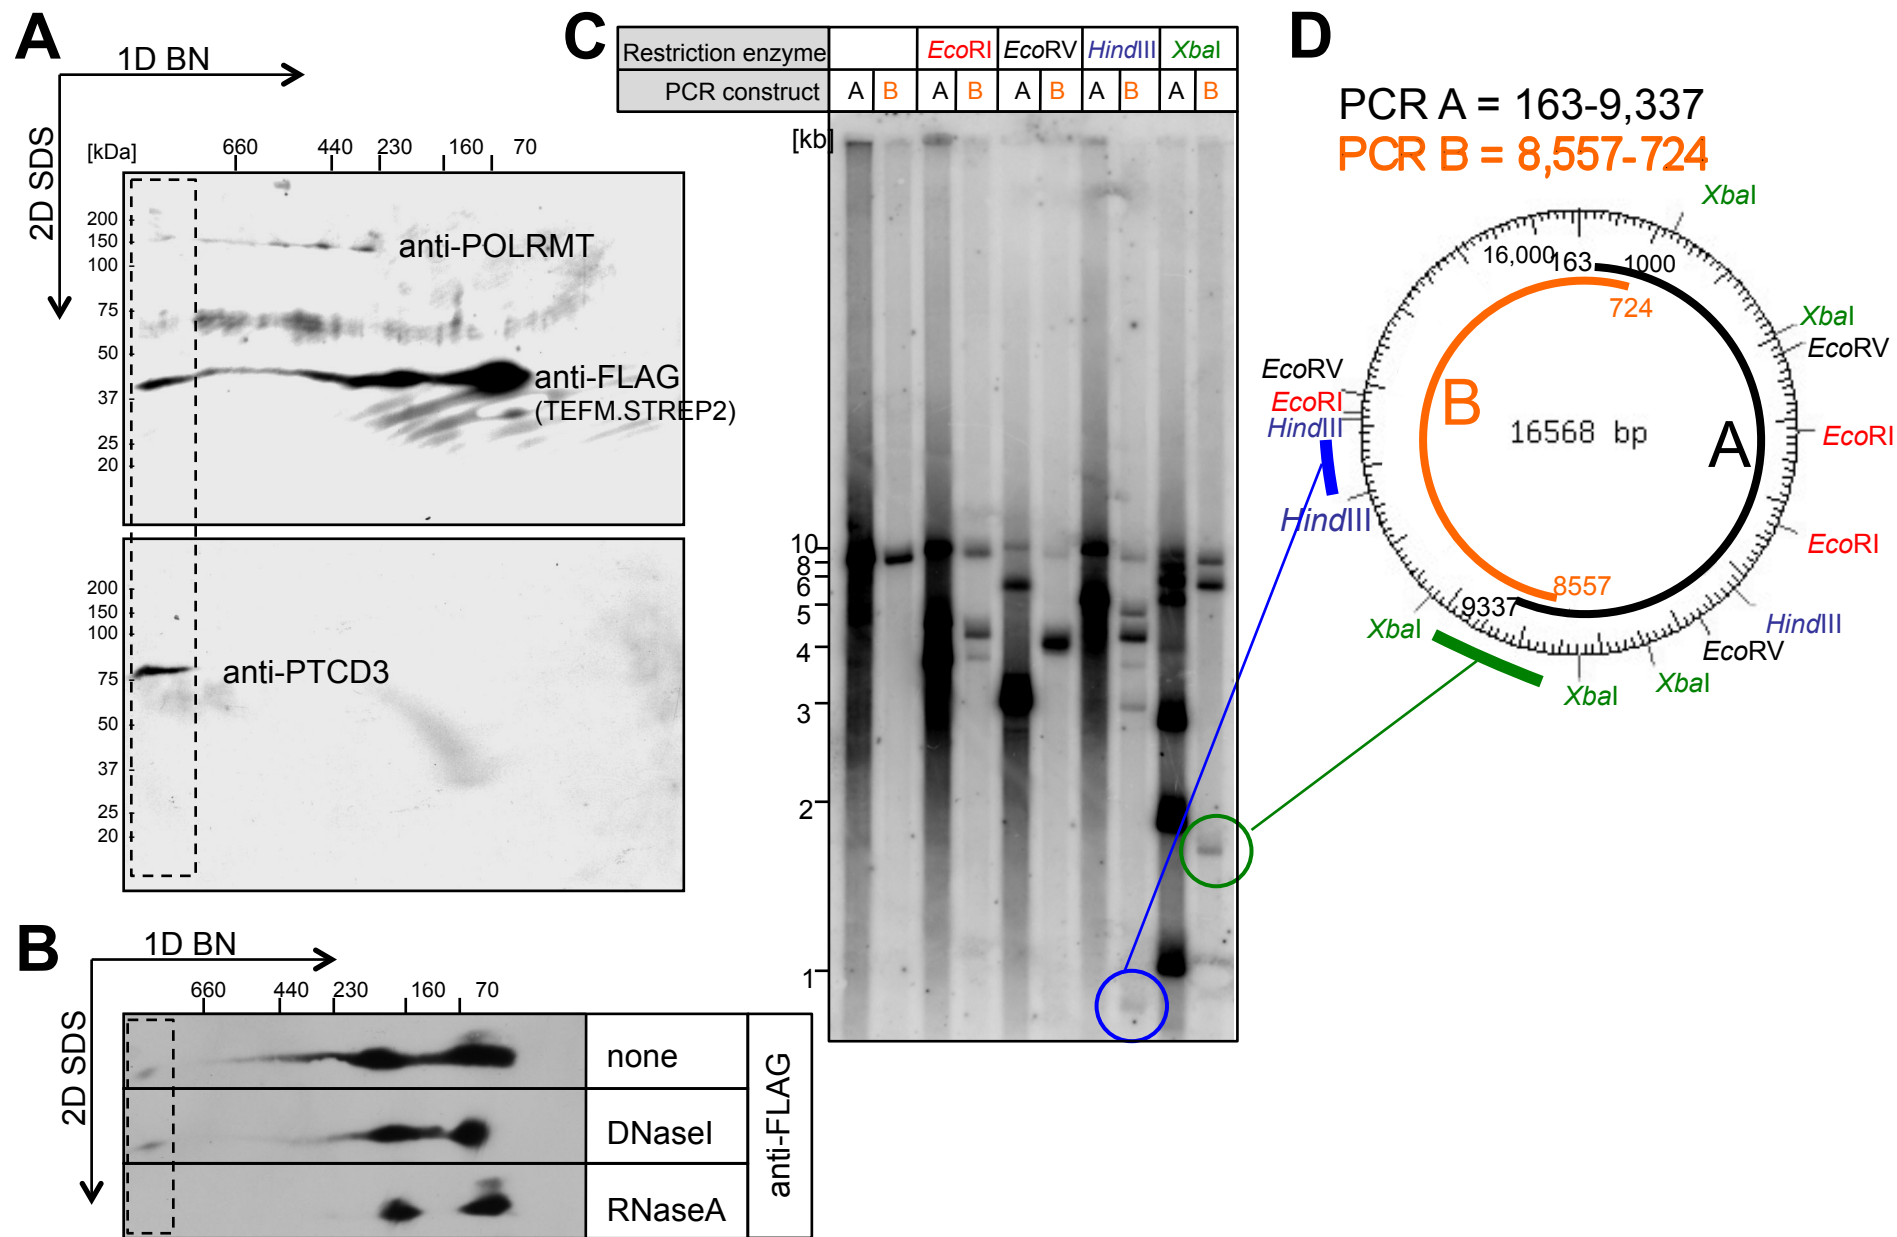 A
1D BN
2D SDS
[kDa]
660 440 230 160 70
200
150
100
75
50
37
25
20
anti-POLRMT
anti-FLAG
(TEFM.STREP2)
200
150
100
75
50
37
25
20
anti-PTCD3
B
1D BN
2D SDS
660 440 230 160 70
none
DNaseI
RNaseA
anti-FLAG
C
Restriction enzyme EcoRI EcoRV HindIII XbaI
PCR construct A B A B A B A B A B
[kb]
10
8
6
5
4
3
2
1
D
PCR A = 163-9,337
PCR B = 8,557-724
XbaI
16,000 163 1000
724
XbaI
EcoRV
EcoRV
EcoRI
HindIII
B
16568 bp
A
EcoRI
HindIII
EcoRI
8557
9337
XbaI
HindIII
EcoRV
XbaI
XbaI